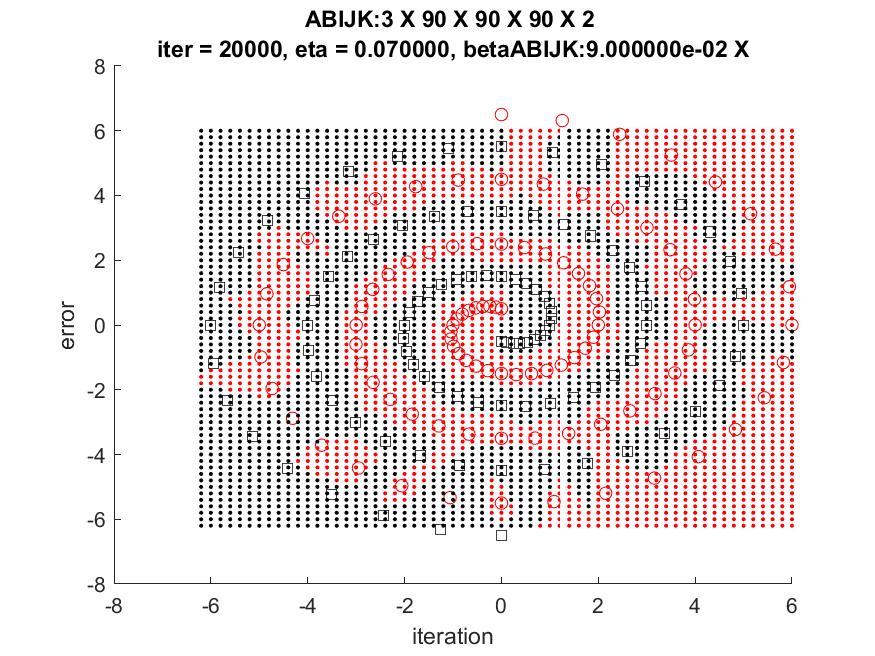 ABIJK:3 X 90 X 90 X 90 X 2
iter = 20000, eta = 0.070000, betaABIJK:9.000000e-02 X
8
6
4
2
0
-2
-4
-6
-8
error
-8 -6 -4 -2 0 2 4 6
iteration